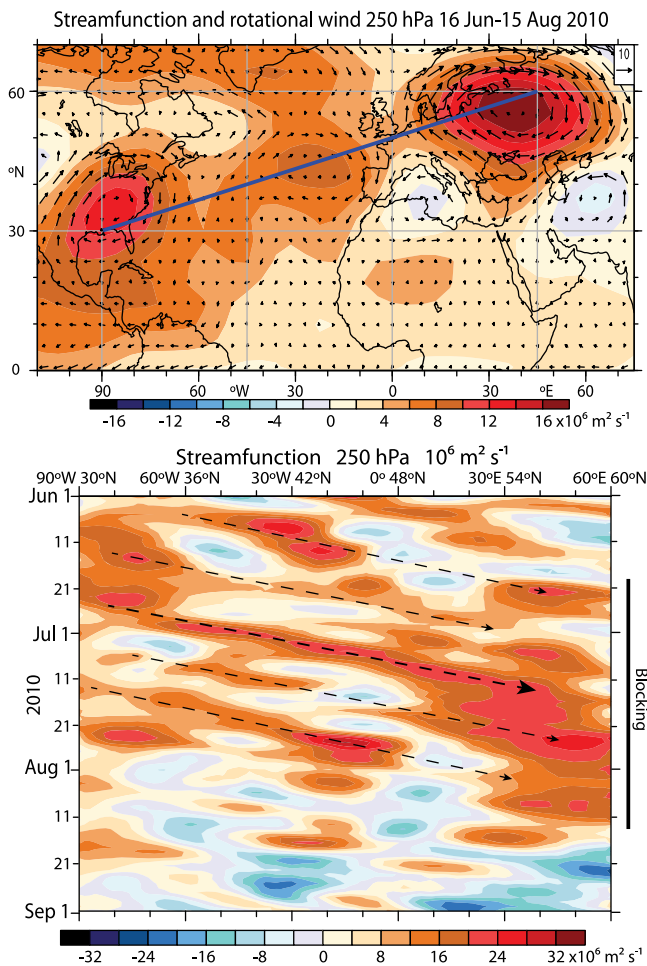 Streamfunction and rotational wind 250 hPa 16 Jun-15 Aug 2010
10
60
ºN
30
0
90 60 ºW 30 0 30 ºE 60
-16 -12 -8 -4 0 4 8 12 16 x10⁶ m² s⁻¹
Streamfunction 250 hPa 10⁶ m² s⁻¹
90ºW 30ºN 60ºW 36ºN 30ºW 42ºN 0º 48ºN 30ºE 54ºN 60ºE 60ºN
Jun 1
11
21
Jul 1
11
2010
21
Aug 1
11
21
Sep 1
Blocking
-32 -24 -16 -8 0 8 16 24 32 x10⁶ m² s⁻¹